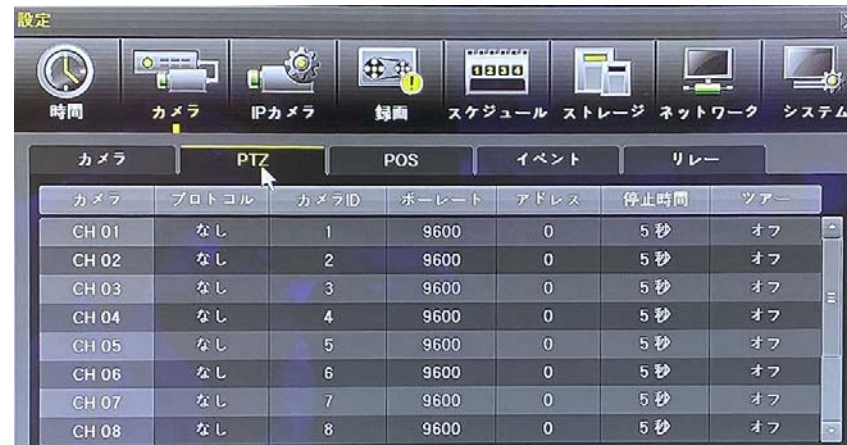 設定
時間 カメラ IPカメラ 録画 スケジュール ストレージ ネットワーク システム
カメラ PTZ POS イベント リレー
カメラ プロトコル カメラID ボーレート アドレス 停止時間 ツアー
CH 01 なし 1 9600 0 5 秒 オフ
CH 02 なし 2 9600 0 5 秒 オフ
CH 03 なし 3 9600 0 5 秒 オフ
CH 04 なし 4 9600 0 5 秒 オフ
CH 05 なし 5 9600 0 5 秒 オフ
CH 06 なし 6 9600 0 5 秒 オフ
CH 07 なし 7 9600 0 5 秒 オフ
CH 08 なし 8 9600 0 5 秒 オフ